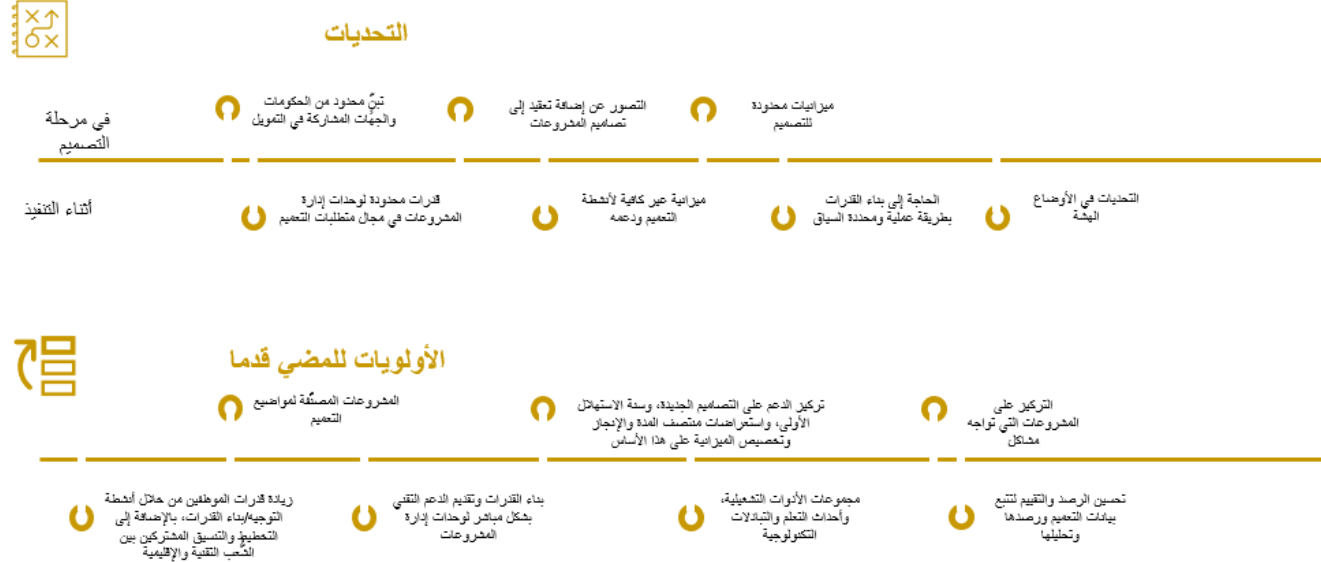 التحديات
في مرحلة
التصميم
تبنٍّ محدود من الحكومات
والجهات المشاركة في التمويل
التصور عن إضافة تعقيد إلى
تصاميم المشروعات
ميزانيات محدودة
للتصميم
أثناء التنفيذ
قدرات محدودة لوحدات إدارة
المشروعات في مجال متطلبات التعميم
ميزانية غير كافية لأنشطة
التعميم ودعمه
الحاجة إلى بناء القدرات
بطريقة عملية ومحددة السياق
التحديات في الأوضاع
الهشة
الأولويات للمضي قدما
المشروعات المصنّفة لمواضيع
التعميم
تركيز الدعم على التصاميم الجديدة، وسنة الاستهلال
الأولى، واستعراضات منتصف المدة والإنجاز
وتخصيص الميزانية على هذا الأساس
التركيز على
المشروعات التي تواجه
مشاكل
زيادة قدرات الموظفين من خلال أنشطة
التوجيه/بناء القدرات، بالإضافة إلى
التخطيط والتنسيق المشتركين بين
الشُعب التقنية والإقليمية
بناء القدرات وتقديم الدعم التقني
بشكل مباشر لوحدات إدارة
المشروعات
مجموعات الأدوات التشغيلية،
وأحداث التعلم والتبادلات
التكنولوجية
تحسين الرصد والتقييم لتتبع
بيانات التعميم ورصدها
وتحليلها